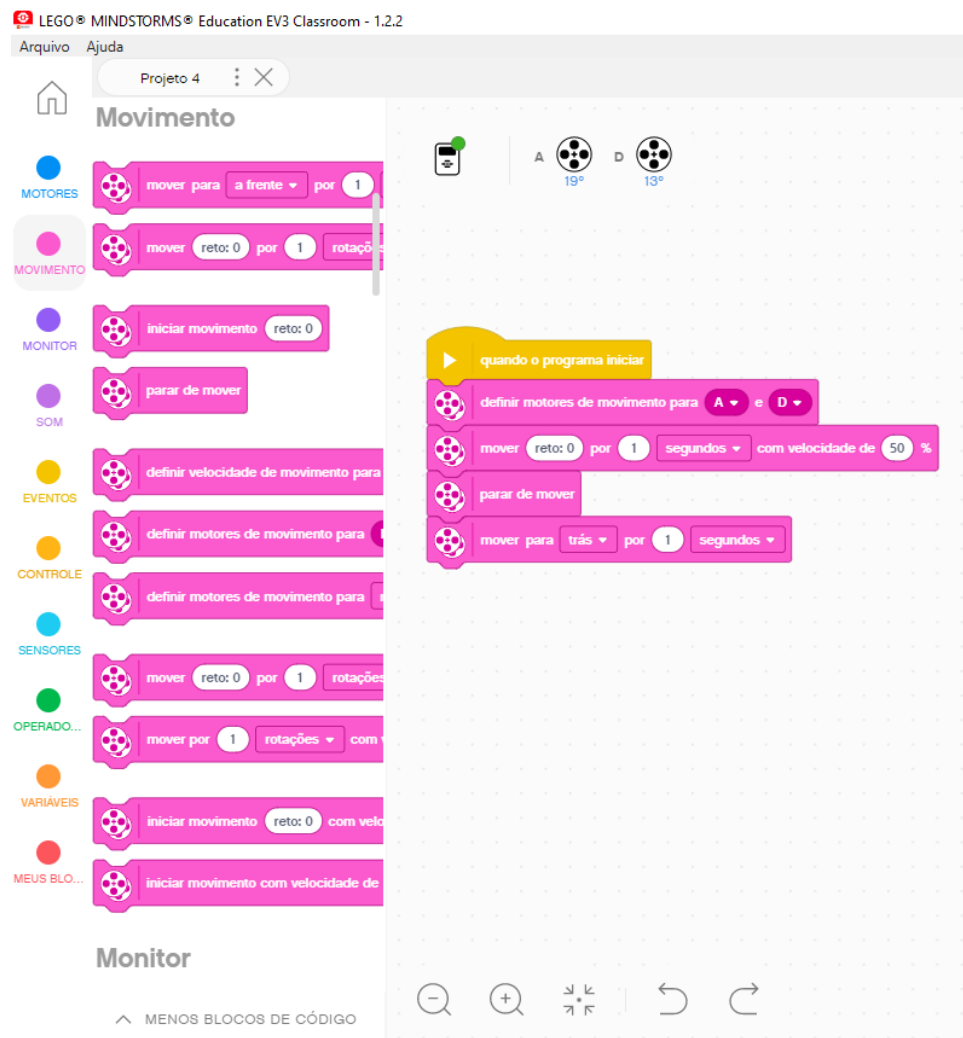 LEGO® MINDSTORMS® Education EV3 Classroom - 1.2.2
Arquivo Ajuda
Projeto 4
Movimento
MOTORES
MOVIMENTO
MONITOR
SOM
EVENTOS
CONTROLE
SENSORES
OPERADO...
VARIÁVEIS
MEUS BLO...
mover para a frente por 1
mover reto: 0 por 1 rotaçõ
iniciar movimento reto: 0
parar de mover
definir velocidade de movimento para
definir motores de movimento para
definir motores de movimento para
mover reto: 0 por 1 rotações
mover por 1 rotações com
iniciar movimento reto: 0 com velo
iniciar movimento com velocidade de
Monitor
MENOS BLOCOS DE CÓDIGO
A D
19° 13°
quando o programa iniciar
definir motores de movimento para A e D
mover reto: 0 por 1 segundos com velocidade de 50 %
parar de mover
mover para trás por 1 segundos